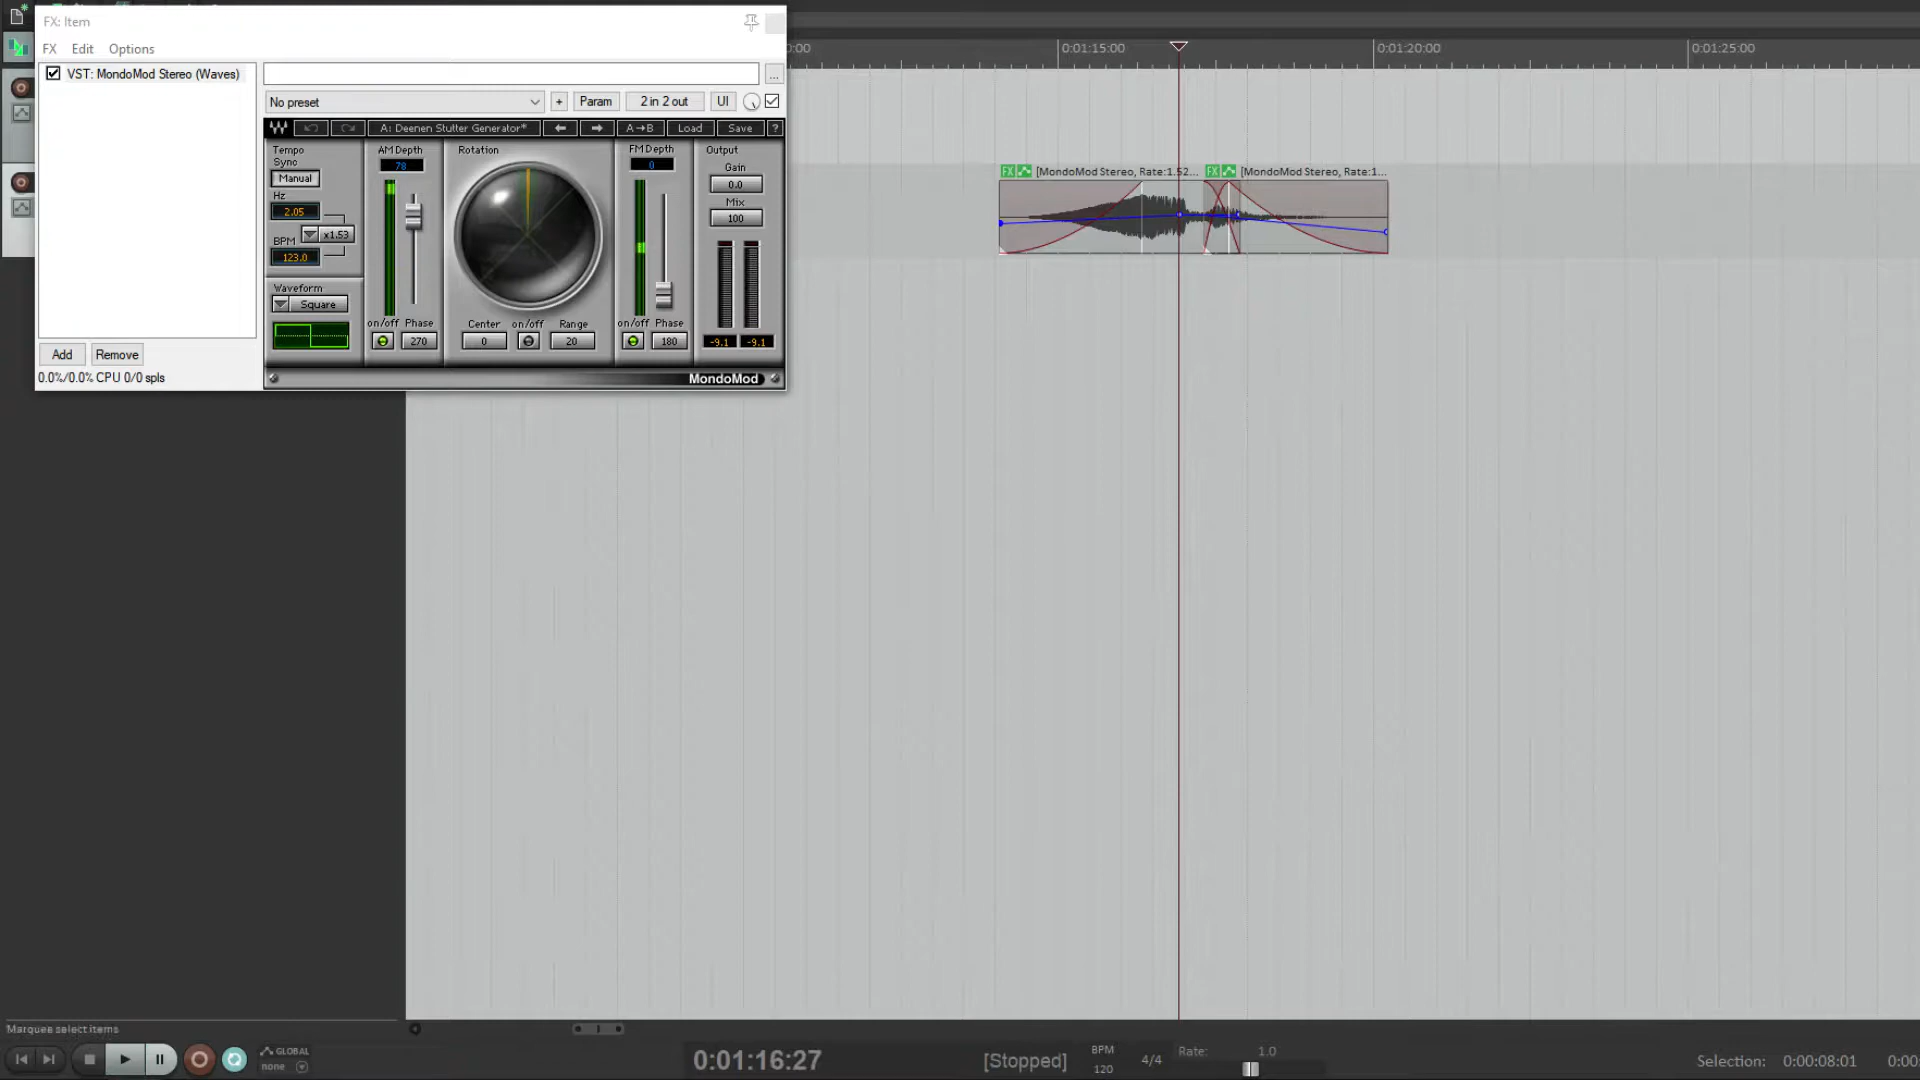 FX: Item
FX Edit Options
VST: MondoMod Stereo (Waves)
...
No preset
+ Param 2 in 2 out UI
A: Deenen Stutter Generator* A→B Load Save ?
Tempo
Sync
Manual
Hz
2.05
x1.53
BPM
123.0
Waveform
Square
AM Depth
78
on/off Phase
270
Rotation
Center on/off Range
0 20
FM Depth
0
on/off Phase
180
Output
Gain
0.0
Mix
100
-9.1 -9.1
MondoMod
Add Remove
0.0%/0.0% CPU 0/0 spls
:00 0:01:15:00 0:01:20:00 0:01:25:00
FX [MondoMod Stereo, Rate:1.52... FX [MondoMod Stereo, Rate:1...
Marquee select items
GLOBAL
none
0:01:16:27
[Stopped]
BPM
120
4/4
Rate: 1.0
Selection: 0:00:08:01 0:00